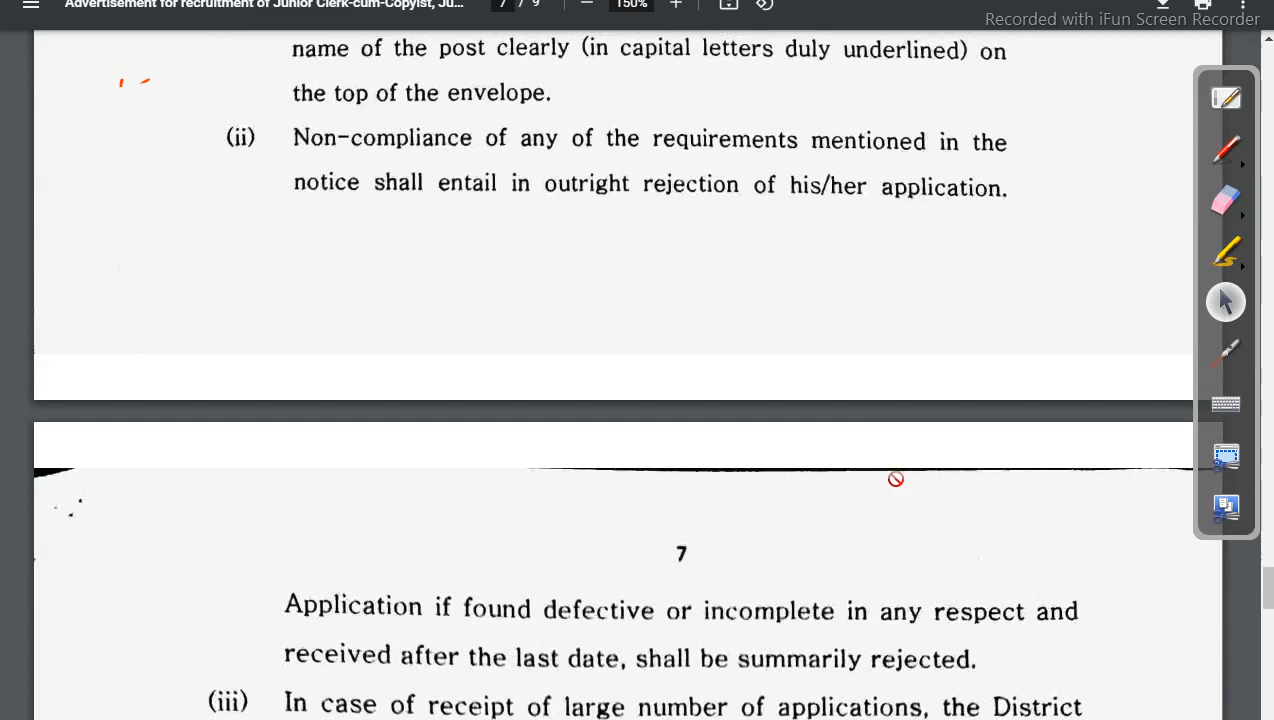 Advertisement for recruitment of Junior Clerk-cum-Copyist, Ju...
7 / 9
150%
Recorded with iFun Screen Recorder
name of the post clearly (in capital letters duly underlined) on
the top of the envelope.
(ii) Non-compliance of any of the requirements mentioned in the
notice shall entail in outright rejection of his/her application.
7
Application if found defective or incomplete in any respect and
received after the last date, shall be summarily rejected.
(iii) In case of receipt of large number of applications, the District